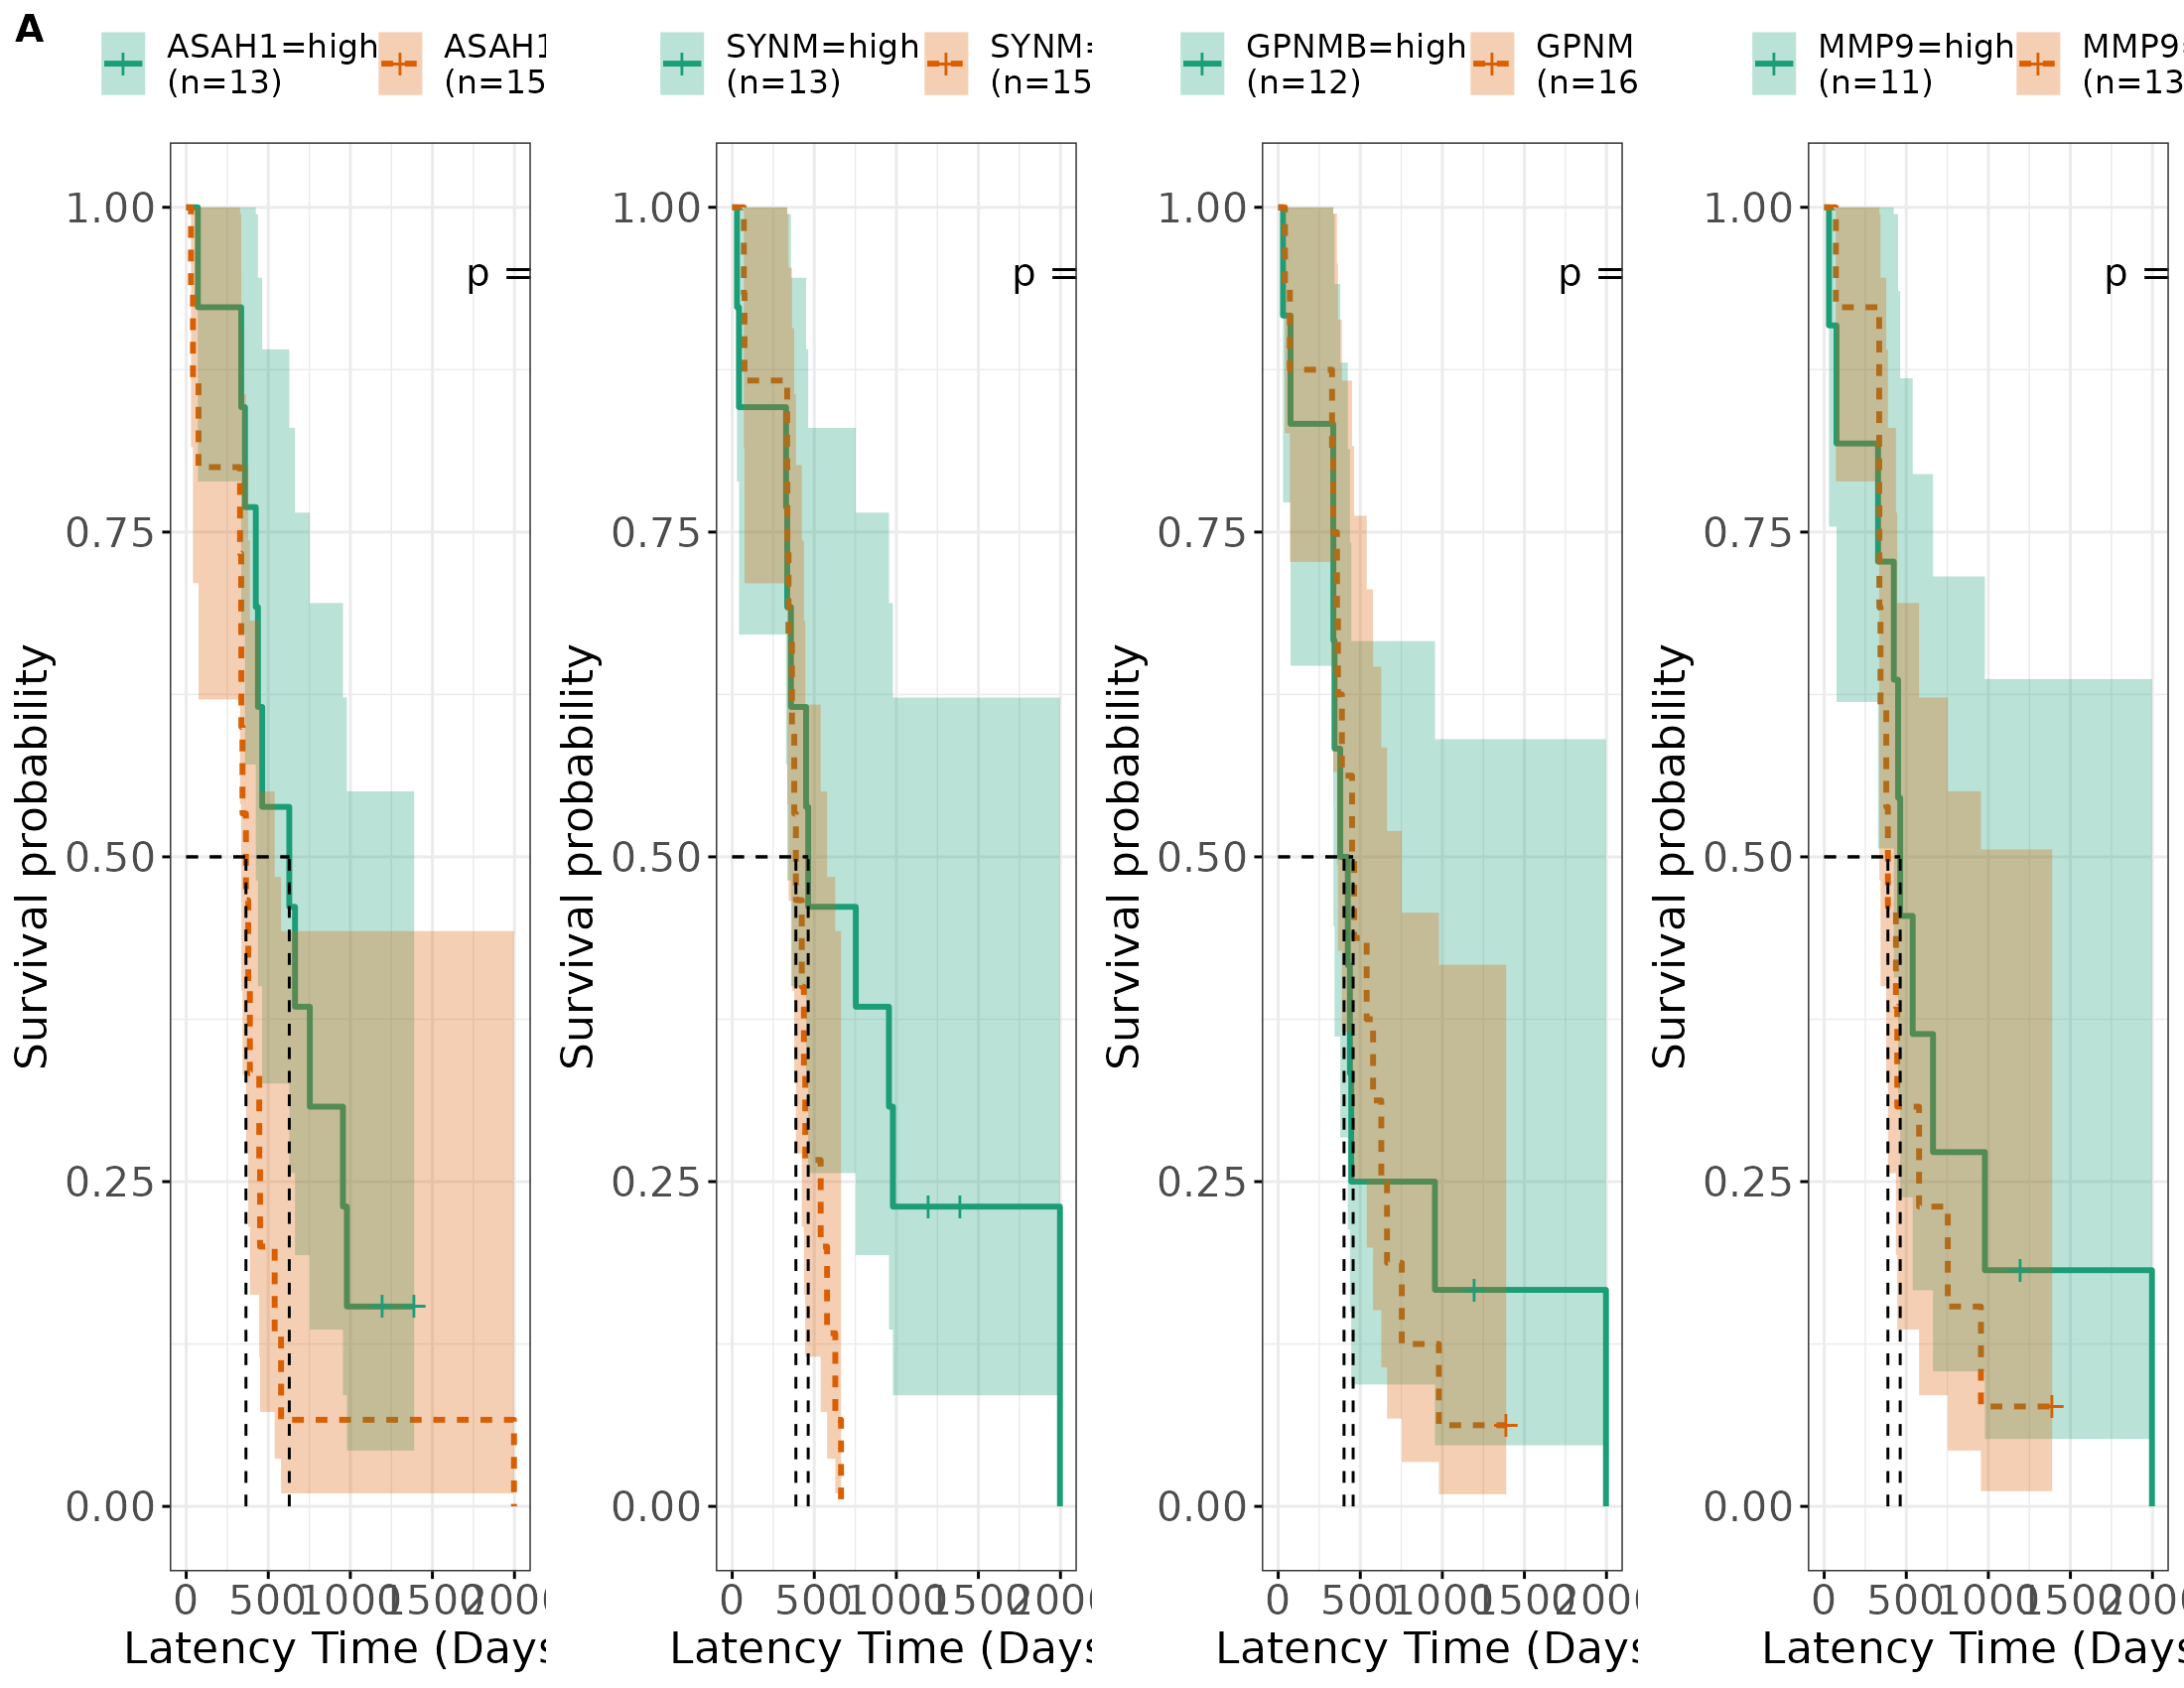 A
ASAH1=high
(n=13)
ASAH1
(n=15
SYNM=high
(n=13)
SYNM=
(n=15
GPNMB=high
(n=12)
GPNM
(n=16
MMP9=high
(n=11)
MMP9=
(n=13
Survival probability
1.00
0.75
0.50
0.25
0.00
p =
0 500 1000 1500 2000
Latency Time (Days
Survival probability
1.00
0.75
0.50
0.25
0.00
p =
0 500 1000 1500 2000
Latency Time (Days
Survival probability
1.00
0.75
0.50
0.25
0.00
p =
0 500 1000 1500 2000
Latency Time (Days
Survival probability
1.00
0.75
0.50
0.25
0.00
p =
0 500 1000 1500 2000
Latency Time (Days